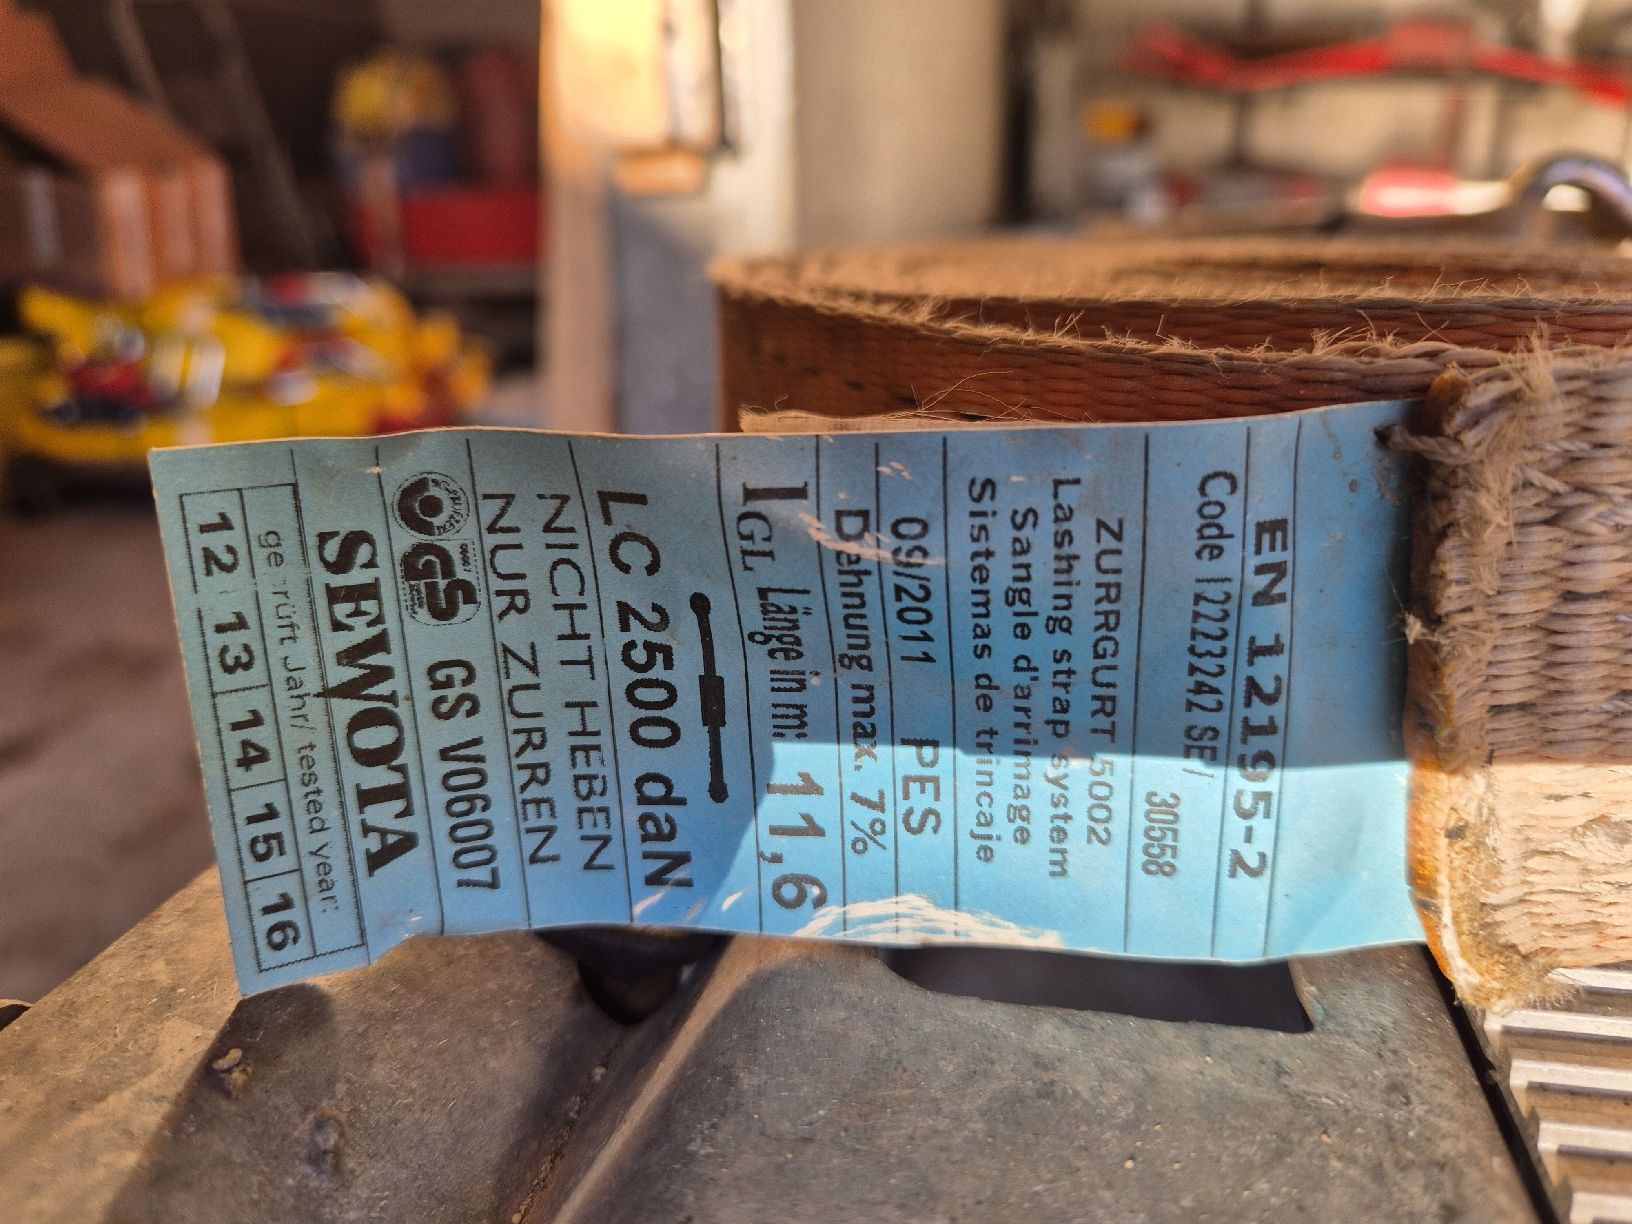 EN 12195-2
Code 12223242 SE/
30558
ZURRGURT 5002
Lashing strap system
Sangle d'arrimage
Sistemas de trincaje
09/2011 PES
Dehnung max. 7%
LGL Länge in m: 11,6
LC 2500 daN
NICHT HEBEN
NUR ZURREN
GS GS V06007
SEWOTA
geprüft Jahr/ tested year:
12 13 14 15 16